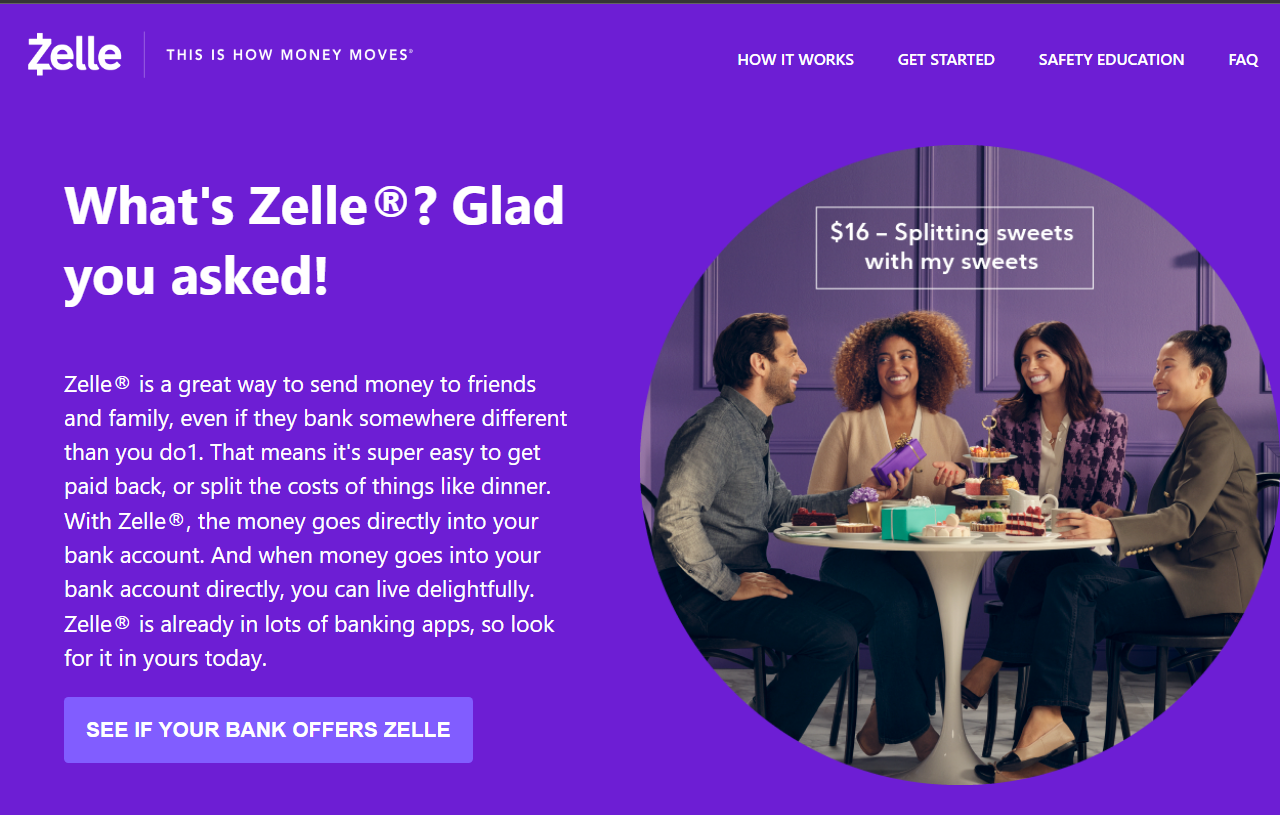 Zelle
THIS IS HOW MONEY MOVES®
HOW IT WORKS
GET STARTED
SAFETY EDUCATION
FAQ
What's Zelle®? Glad
you asked!
$16 – Splitting sweets
with my sweets
Zelle® is a great way to send money to friends
and family, even if they bank somewhere different
than you do1. That means it's super easy to get
paid back, or split the costs of things like dinner.
With Zelle®, the money goes directly into your
bank account. And when money goes into your
bank account directly, you can live delightfully.
Zelle® is already in lots of banking apps, so look
for it in yours today.
SEE IF YOUR BANK OFFERS ZELLE